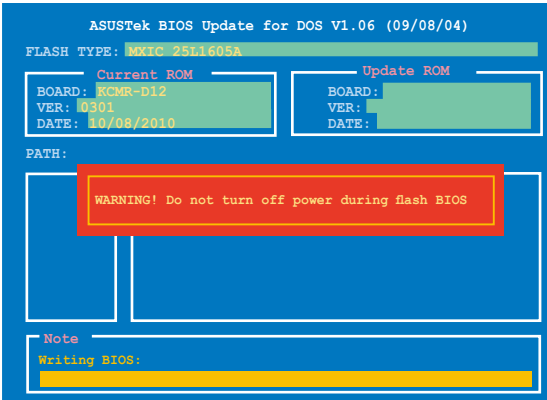 ASUSTek BIOS Update for DOS V1.06 (09/08/04)
FLASH TYPE: MXIC 25L1605A
Current ROM
BOARD: KCMR-D12
VER: 0301
DATE: 10/08/2010
Update ROM
BOARD:
VER:
DATE:
PATH:
WARNING! Do not turn off power during flash BIOS
Note
Writing BIOS: